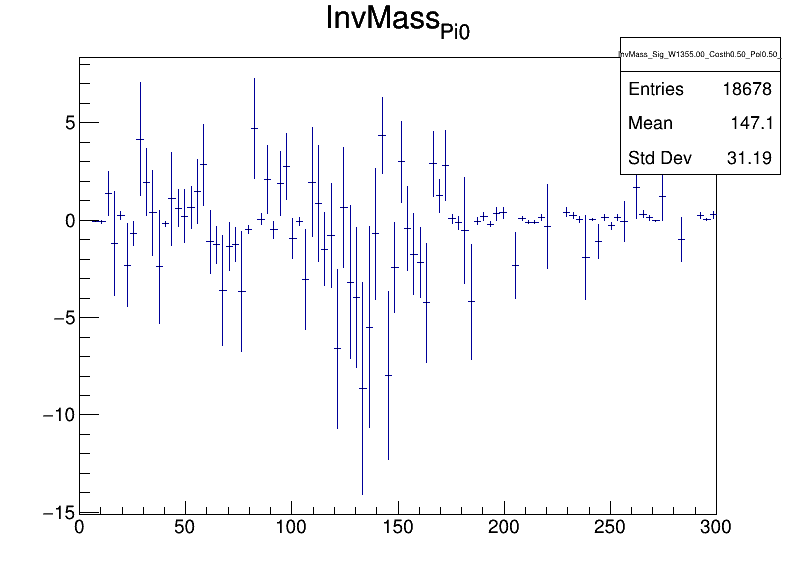 InvMass_Pi0
InvMass_Sig_W1355.00_Costh0.50_Pol0.50_
Entries 18678
Mean 147.1
Std Dev 31.19
5
0
−5
−10
−15
0 50 100 150 200 250 300